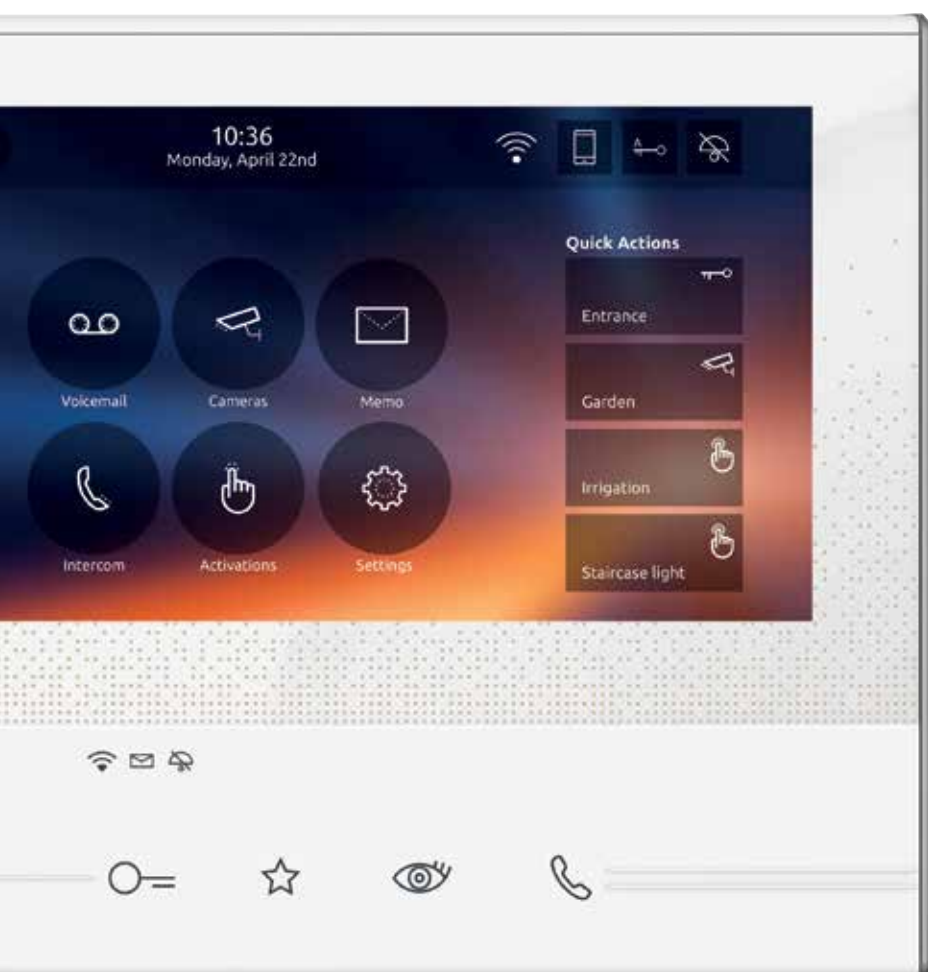 10:36
Monday, April 22nd
A
Quick Actions
Entrance
Garden
Irrigation
Staircase light
Voicemail
Cameras
Memo
Intercom
Activations
Settings